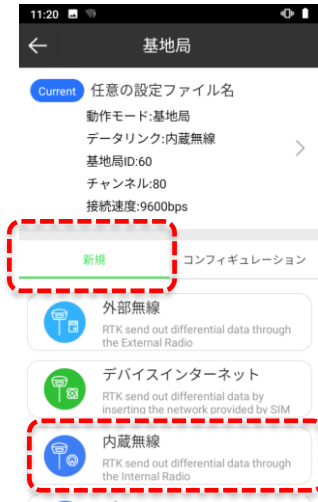 11:20
基地局
Current 任意の設定ファイル名
動作モード:基地局
データリンク:内蔵無線
基地局ID:60
チャンネル:80
接続速度:9600bps
新規 コンフィギュレーション
外部無線
RTK send out differential data through
the External Radio
デバイスインターネット
RTK send out differential data by
inserting the network provided by SIM
内蔵無線
RTK send out differential data through
the Internal Radio